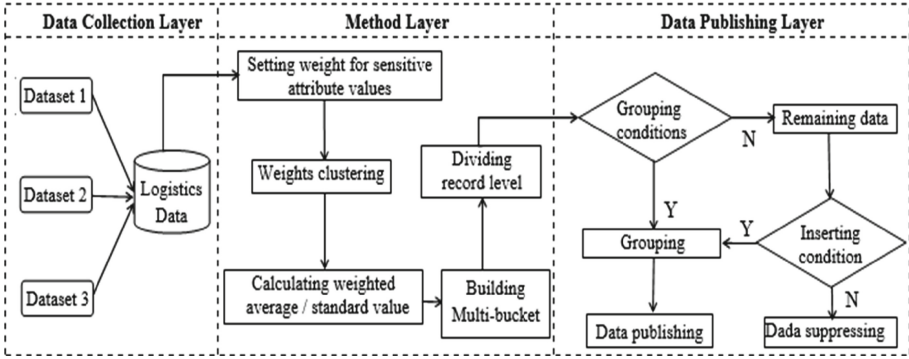 Data Collection Layer
Method Layer
Data Publishing Layer
Dataset 1
Dataset 2
Dataset 3
Logistics
Data
Setting weight for sensitive
attribute values
Weights clustering
Calculating weighted
average / standard value
Building
Multi-bucket
Dividing
record level
Grouping
conditions
N
Remaining data
Y
Grouping
Y
Inserting
condition
N
Data publishing
Dada suppressing